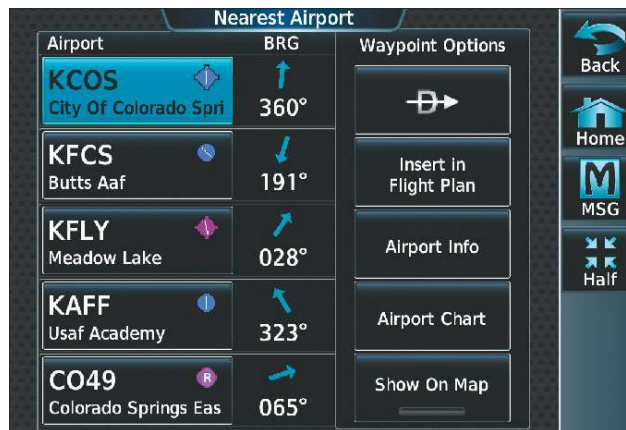 Nearest Airport
Airport
BRG
Waypoint Options
KCOS
City Of Colorado Spri
360°
KFCS
Butts Aaf
191°
KFLY
Meadow Lake
028°
KAFF
Usaf Academy
323°
CO49
R
Colorado Springs Eas
065°
D
Insert in
Flight Plan
Airport Info
Airport Chart
Show On Map
Back
Home
M
MSG
Half